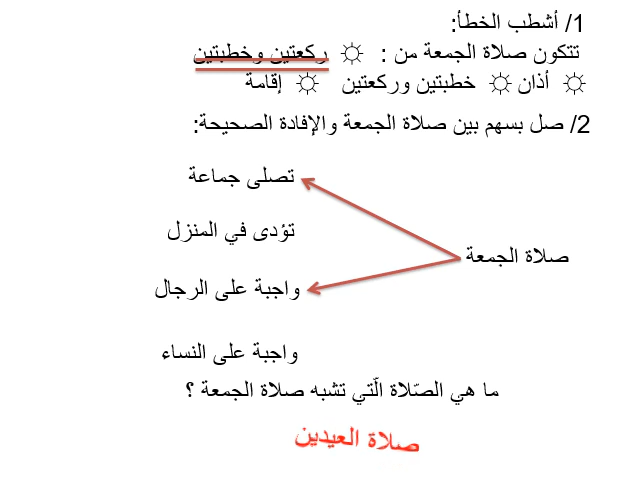 1/ أشطب الخطأ:
تتكون صلاة الجمعة من : ☼ ركعتين وخطبتين
☼ أذان ☼ خطبتين وركعتين ☼ إقامة
2/ صل بسهم بين صلاة الجمعة والإفادة الصحيحة:
تصلى جماعة
تؤدى في المنزل
صلاة الجمعة
واجبة على الرجال
واجبة على النساء
ما هي الصّلاة الّتي تشبه صلاة الجمعة ؟
صلاة العيدين